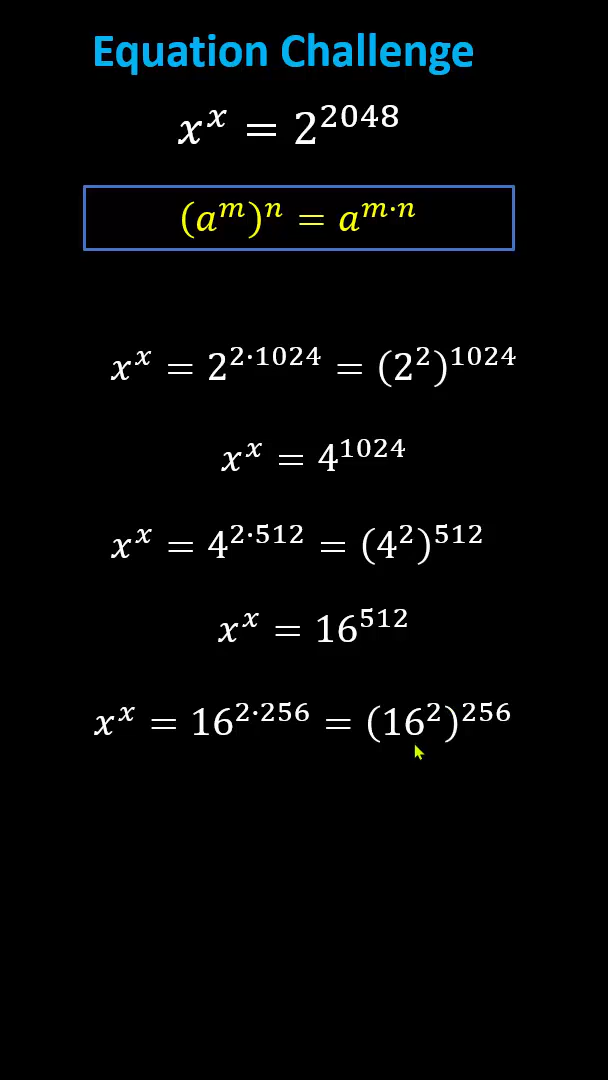 Equation Challenge
x^x = 2^2048
(a^m)^n = a^(m·n)
x^x = 2^(2·1024) = (2^2)^1024
x^x = 4^1024
x^x = 4^(2·512) = (4^2)^512
x^x = 16^512
x^x = 16^(2·256) = (16^2)^256